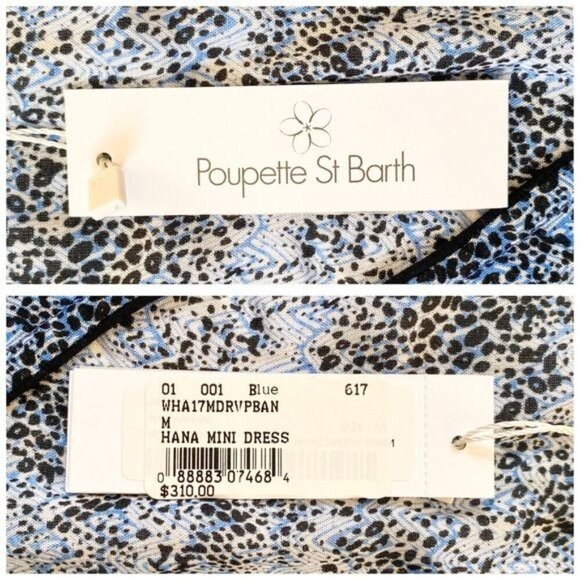 Poupette St Barth
01 001 Blue 617
WHA17MDRVPBAN
M
HANA MINI DRESS
0 88883 07468 4
$310.00